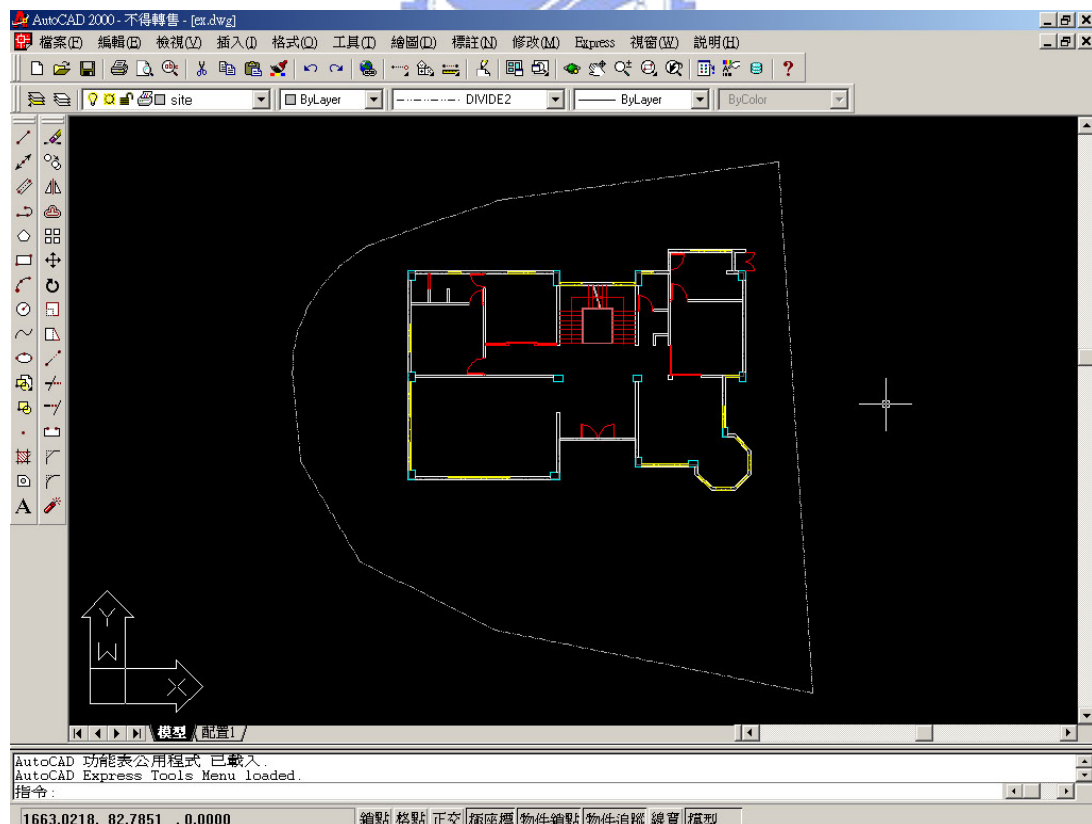 AutoCAD 2000 - 不得轉售 - [ex.dwg]
檔案(F) 編輯(E) 檢視(V) 插入(I) 格式(O) 工具(T) 繪圖(D) 標註(N) 修改(M) Express 視窗(W) 說明(H)
site ByLayer DIVIDE2 ByLayer ByColor
A
Y
W
X
模型 配置1
AutoCAD 功能表公用程式 已載入.
AutoCAD Express Tools Menu loaded.
指令:
1663.0218, 82.7851 , 0.0000 鎖點 格點 正交 極座標 物件鎖點 物件追蹤 線寬 模型